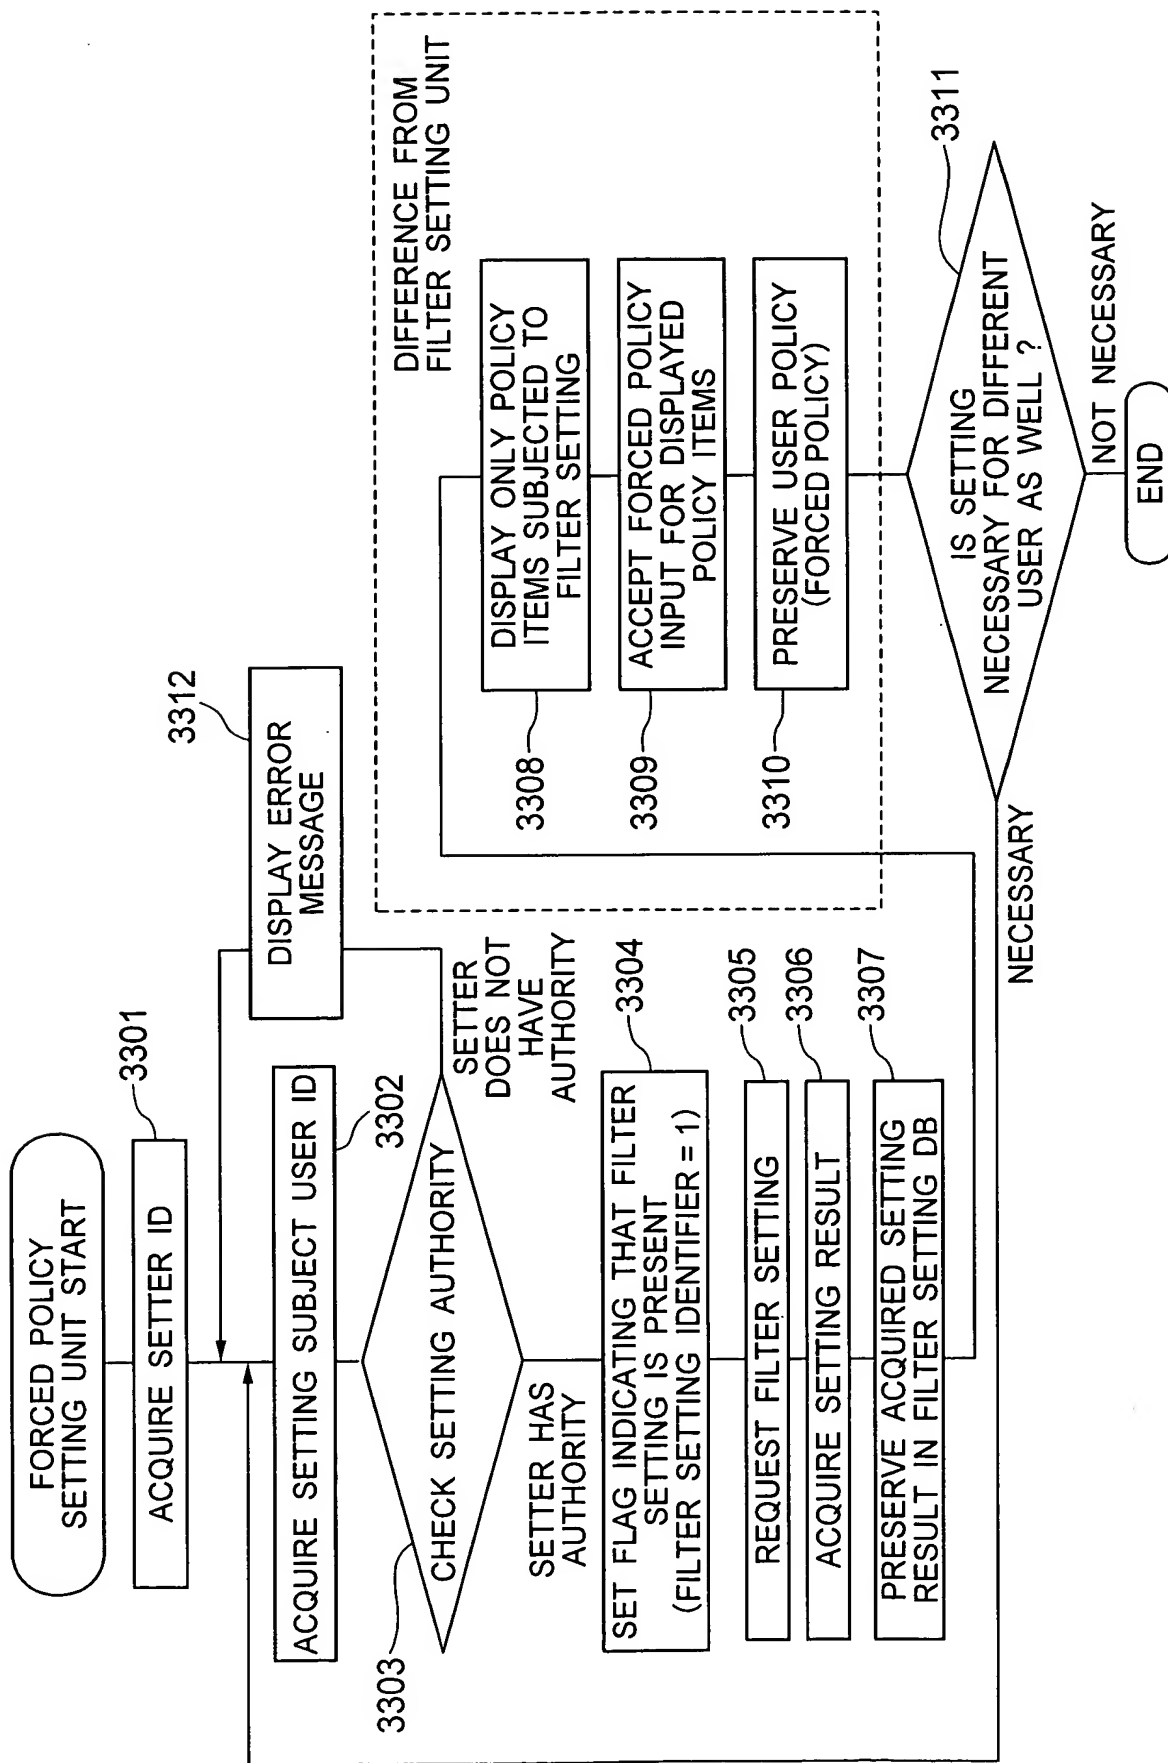 FORCED POLICY
SETTING UNIT START
3301
ACQUIRE SETTER ID
3312
DISPLAY ERROR
MESSAGE
ACQUIRE SETTING SUBJECT USER ID
3302
3303
CHECK SETTING AUTHORITY
SETTER
DOES NOT
HAVE
AUTHORITY
SETTER HAS
AUTHORITY
3304
SET FLAG INDICATING THAT FILTER
SETTING IS PRESENT
(FILTER SETTING IDENTIFIER = 1)
3305
REQUEST FILTER SETTING
3306
ACQUIRE SETTING RESULT
3307
PRESERVE ACQUIRED SETTING
RESULT IN FILTER SETTING DB
DIFFERENCE FROM
FILTER SETTING UNIT
3308
DISPLAY ONLY POLICY
ITEMS SUBJECTED TO
FILTER SETTING
3309
ACCEPT FORCED POLICY
INPUT FOR DISPLAYED
POLICY ITEMS
3310
PRESERVE USER POLICY
(FORCED POLICY)
3311
IS SETTING
NECESSARY FOR DIFFERENT
USER AS WELL ?
NECESSARY
NOT NECESSARY
END